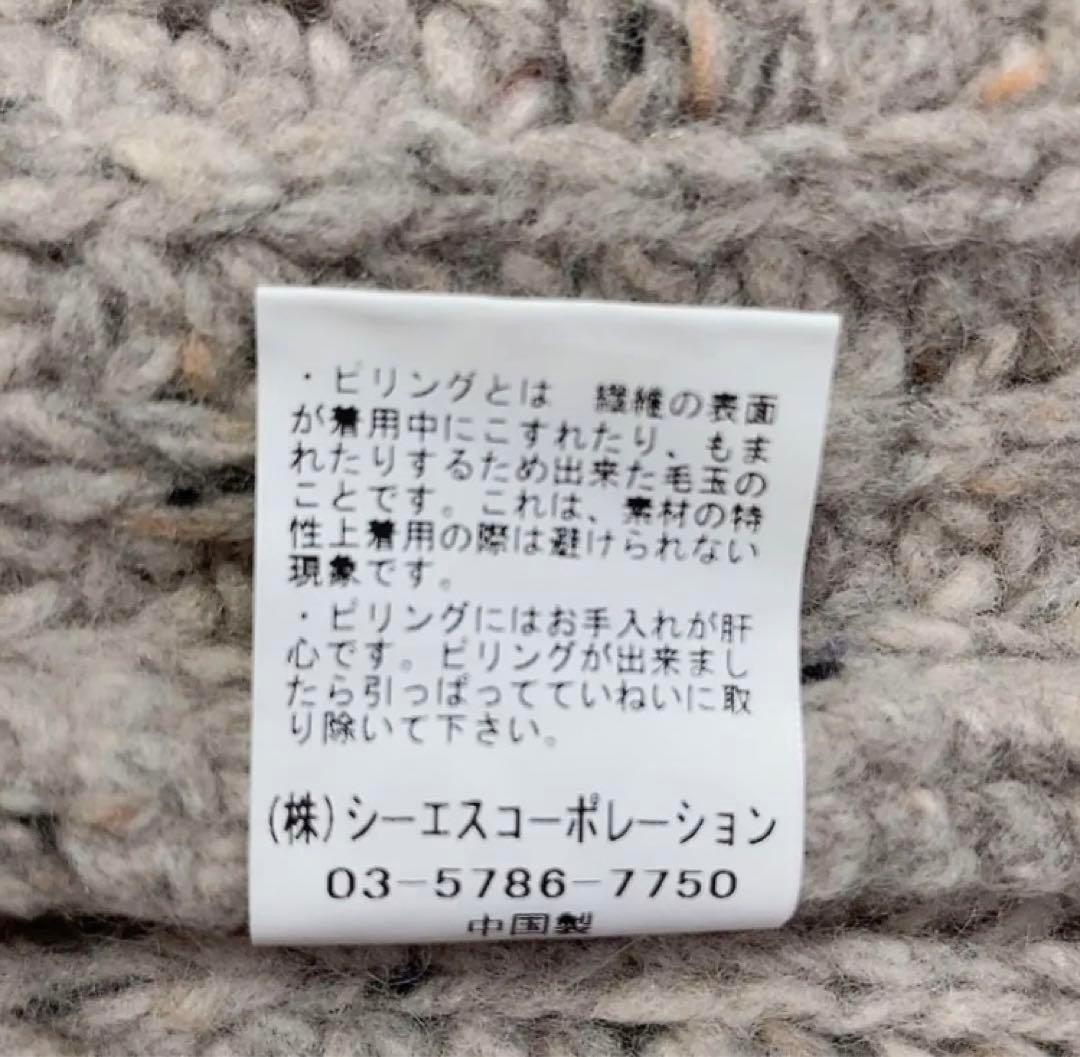 ・ピリングとは　繊維の表面
が着用中にこすれたり、もま
れたりするため出来た毛玉の
ことです。これは、素材の特
性上着用の際は避けられない
現象です。
・ピリングにはお手入れが肝
心です。ピリングが出来まし
たら引っぱってていねいに取
り除いて下さい。
(株)シーエスコーポレーション
03-5786-7750
中国製